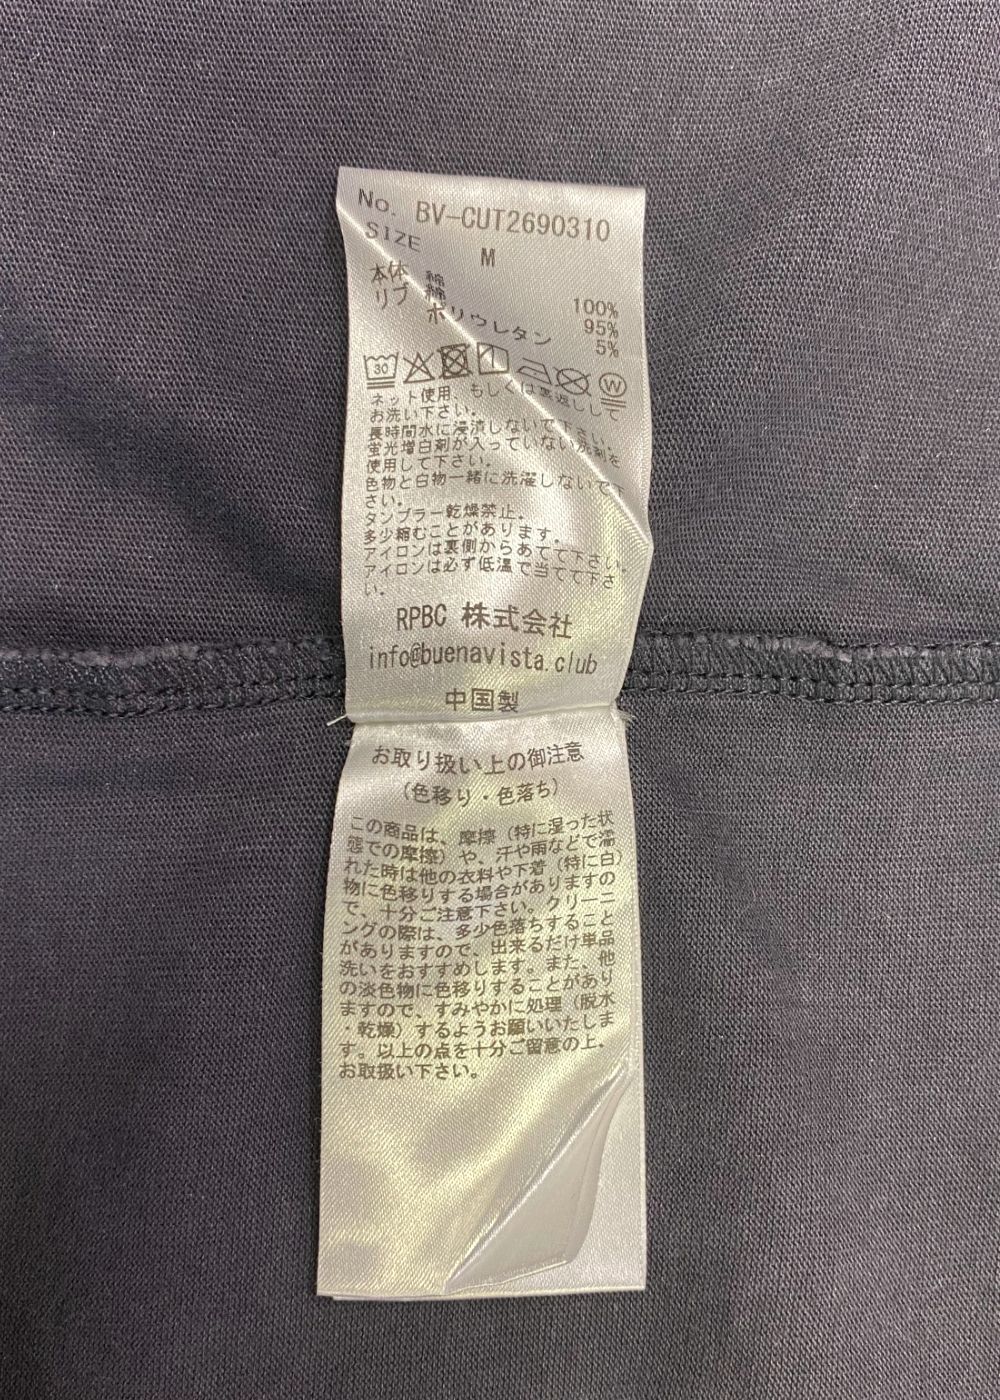 No. BV-CUT2690310
SIZE M
本体 綿 100%
リブ 綿 95%
ポリウレタン 5%
30 W
ネット使用、もしくは裏返しして
お洗い下さい。
長時間水に浸漬しないで下さい。
蛍光増白剤が入っていない洗剤を
使用して下さい。
色物と白物一緒に洗濯しないで下
さい。
タンブラー乾燥禁止。
多少縮むことがあります。
アイロンは裏側からあてて下さい。
アイロンは必ず低温で当てて下さ
い。
RPBC 株式会社
info@buenavista.club
中国製
お取り扱い上の御注意
(色移り・色落ち)
この商品は、摩擦(特に湿った状
態での摩擦)や、汗や雨などで濡
れた時は他の衣料や下着(特に白)
物に色移りする場合がありますの
で、十分ご注意下さい。クリーニ
ングの際は、多少色落ちすること
がありますので、出来るだけ単品
洗いをおすすめします。また、他
の淡色物に色移りすることがあり
ますので、すみやかに処理(脱水
・乾燥)するようお願いいたしま
す。以上の点を十分ご留意の上、
お取扱い下さい。